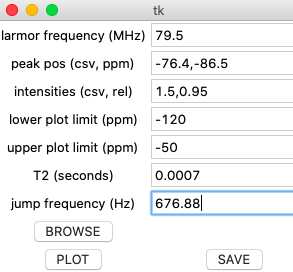 tk
larmor frequency (MHz) 79.5
peak pos (csv, ppm) -76.4,-86.5
intensities (csv, rel) 1.5,0.95
lower plot limit (ppm) -120
upper plot limit (ppm) -50
T2 (seconds) 0.0007
jump frequency (Hz) 676.88
BROWSE
PLOT SAVE